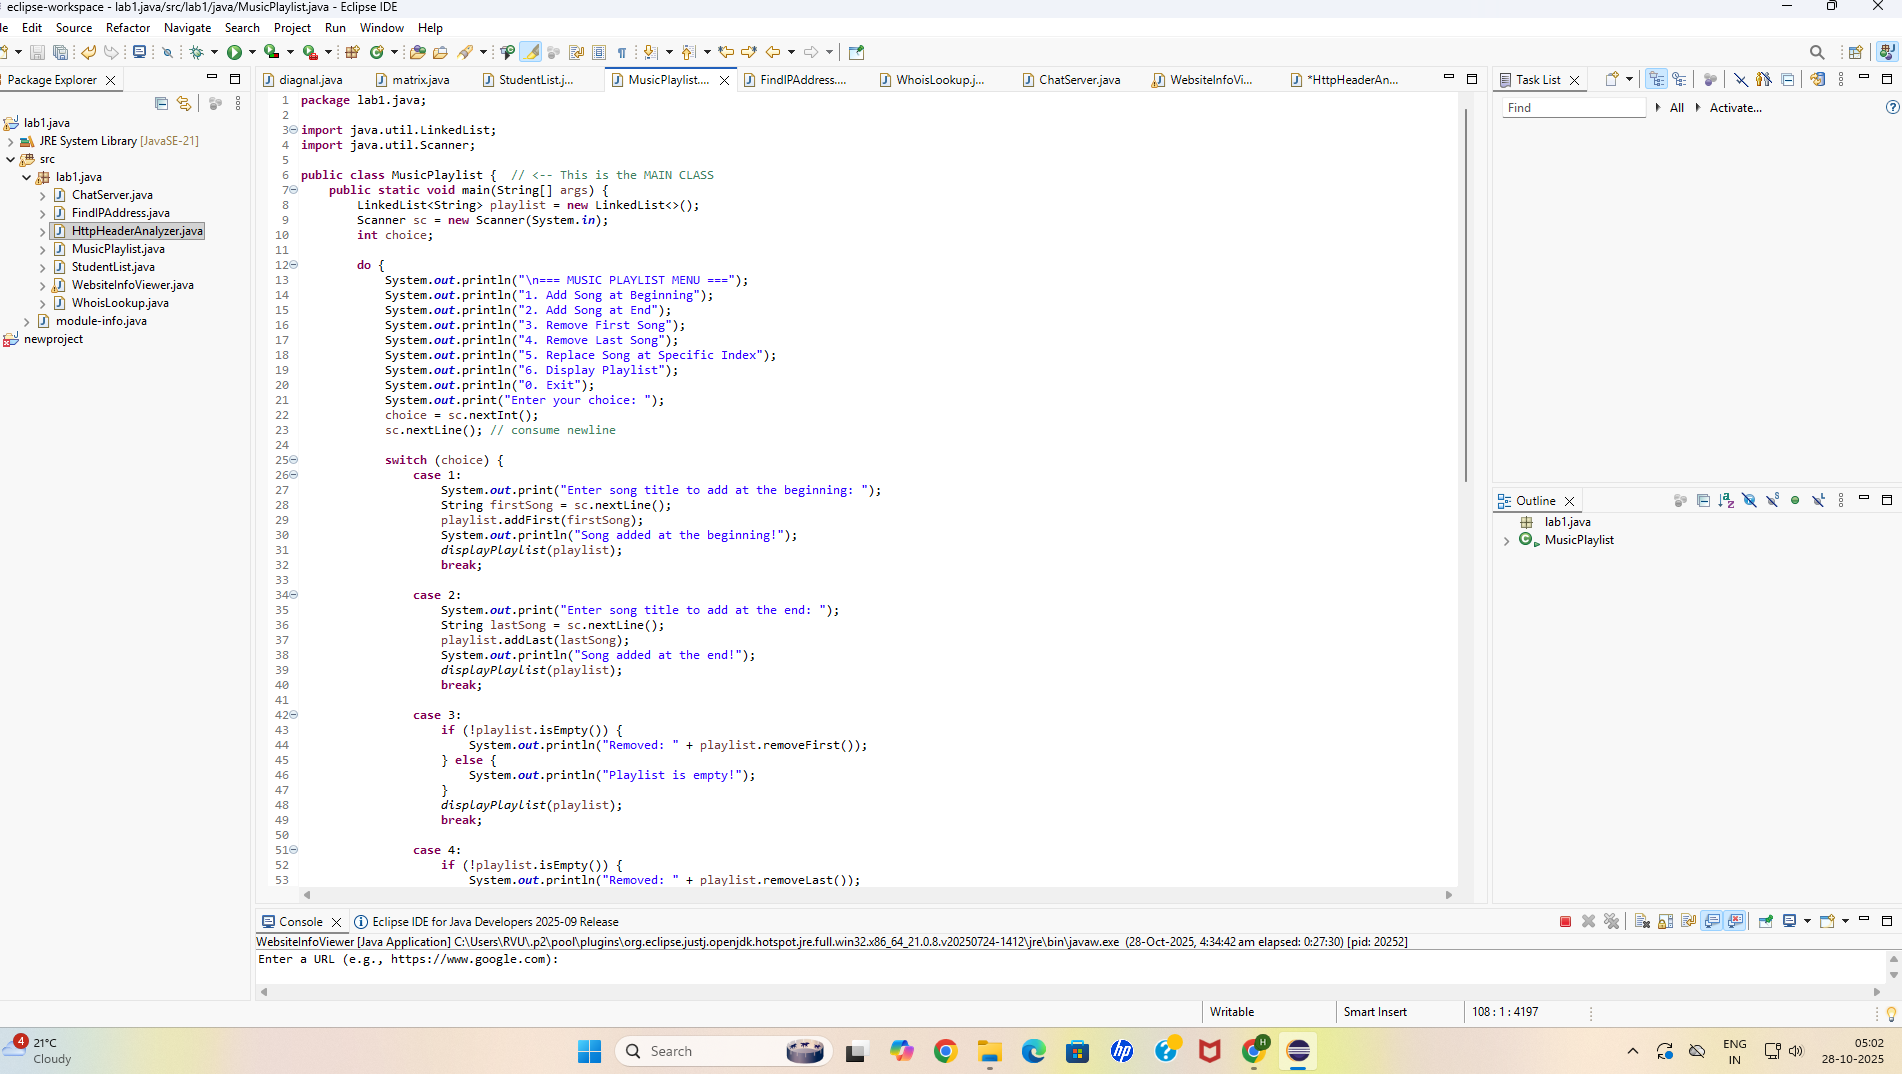 eclipse-workspace - lab1.java/src/lab1/java/MusicPlaylist.java - Eclipse IDE
Edit Source Refactor Navigate Search Project Run Window Help
Package Explorer
lab1.java
JRE System Library [JavaSE-21]
src
lab1.java
ChatServer.java
FindIPAddress.java
HttpHeaderAnalyzer.java
MusicPlaylist.java
StudentList.java
WebsiteInfoViewer.java
WhoisLookup.java
module-info.java
newproject
diagnal.java matrix.java StudentList.j... MusicPlaylist.... FindIPAddress.... WhoisLookup.j... ChatServer.java WebsiteInfoVi... *HttpHeaderAn...
1 package lab1.java;
2
3 import java.util.LinkedList;
4 import java.util.Scanner;
5
6 public class MusicPlaylist {  // <-- This is the MAIN CLASS
7     public static void main(String[] args) {
8         LinkedList<String> playlist = new LinkedList<>();
9         Scanner sc = new Scanner(System.in);
10         int choice;
11
12         do {
13             System.out.println("\n=== MUSIC PLAYLIST MENU ===");
14             System.out.println("1. Add Song at Beginning");
15             System.out.println("2. Add Song at End");
16             System.out.println("3. Remove First Song");
17             System.out.println("4. Remove Last Song");
18             System.out.println("5. Replace Song at Specific Index");
19             System.out.println("6. Display Playlist");
20             System.out.println("0. Exit");
21             System.out.print("Enter your choice: ");
22             choice = sc.nextInt();
23             sc.nextLine(); // consume newline
24
25             switch (choice) {
26                 case 1:
27                     System.out.print("Enter song title to add at the beginning: ");
28                     String firstSong = sc.nextLine();
29                     playlist.addFirst(firstSong);
30                     System.out.println("Song added at the beginning!");
31                     displayPlaylist(playlist);
32                     break;
33
34                 case 2:
35                     System.out.print("Enter song title to add at the end: ");
36                     String lastSong = sc.nextLine();
37                     playlist.addLast(lastSong);
38                     System.out.println("Song added at the end!");
39                     displayPlaylist(playlist);
40                     break;
41
42                 case 3:
43                     if (!playlist.isEmpty()) {
44                         System.out.println("Removed: " + playlist.removeFirst());
45                     } else {
46                         System.out.println("Playlist is empty!");
47                     }
48                     displayPlaylist(playlist);
49                     break;
50
51                 case 4:
52                     if (!playlist.isEmpty()) {
53                         System.out.println("Removed: " + playlist.removeLast());
Task List
Find All Activate...
Outline
lab1.java
MusicPlaylist
Console Eclipse IDE for Java Developers 2025-09 Release
WebsiteInfoViewer [Java Application] C:\Users\RVU\.p2\pool\plugins\org.eclipse.justj.openjdk.hotspot.jre.full.win32.x86_64_21.0.8.v20250724-1412\jre\bin\javaw.exe (28-Oct-2025, 4:34:42 am elapsed: 0:27:30) [pid: 20252]
Enter a URL (e.g., https://www.google.com):
Writable Smart Insert 108 : 1 : 4197
4
21°C
Cloudy
Search
hp
H
ENG
IN
05:02
28-10-2025